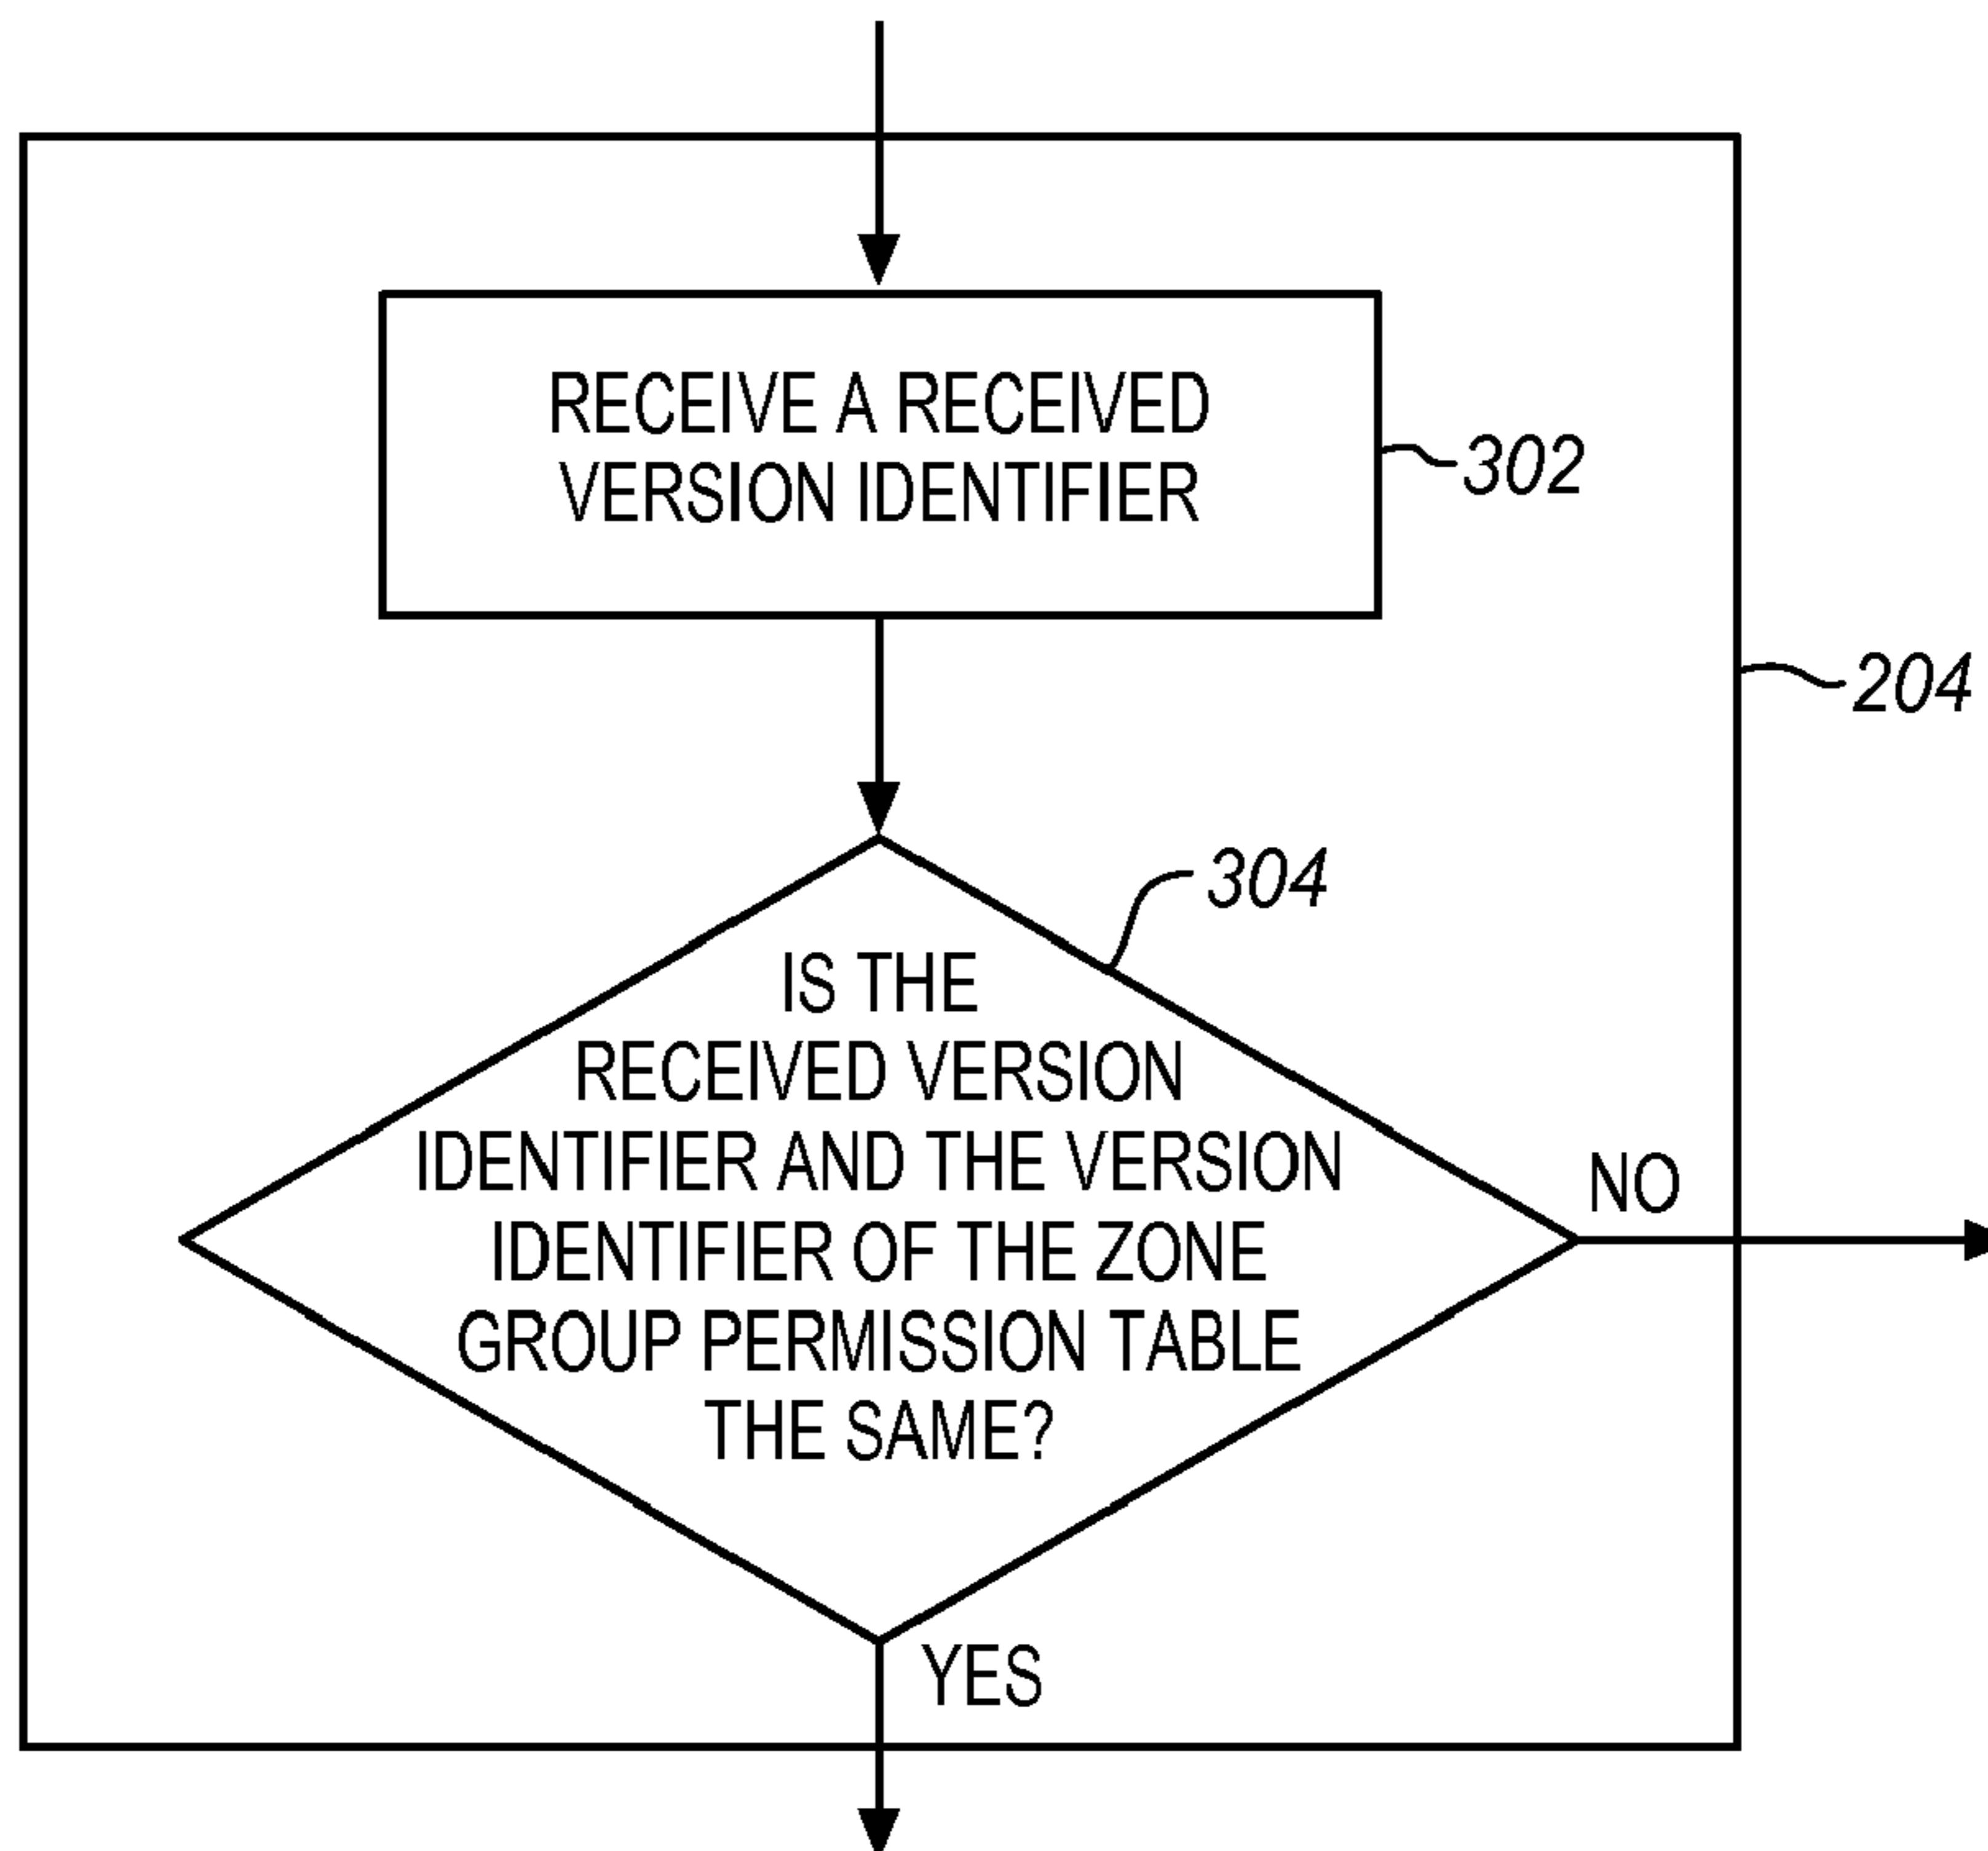 RECEIVE A RECEIVED
VERSION IDENTIFIER
302
204
304
IS THE
RECEIVED VERSION
IDENTIFIER AND THE VERSION
IDENTIFIER OF THE ZONE
GROUP PERMISSION TABLE
THE SAME?
NO
YES